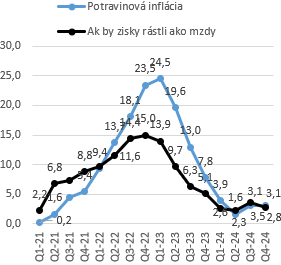 Potravinová inflácia
Ak by zisky rástli ako mzdy
30,0
25,0
20,0
15,0
10,0
5,0
0,0
24,5
23,5
19,6
18,1
14,4
15,0
13,9
13,0
13,
11,6
9,7
9,4
8,8
7,8
6,8
6,3
5,4
5,1
3,9
2,2
1,6
0,2
2,6
1,6
2,3
3,1
3,5
3,1
2,8
Q1-21
Q2-21
Q3-21
Q4-21
Q1-22
Q2-22
Q3-22
Q4-22
Q1-23
Q2-23
Q3-23
Q4-23
Q1-24
Q2-24
Q3-24
Q4-24